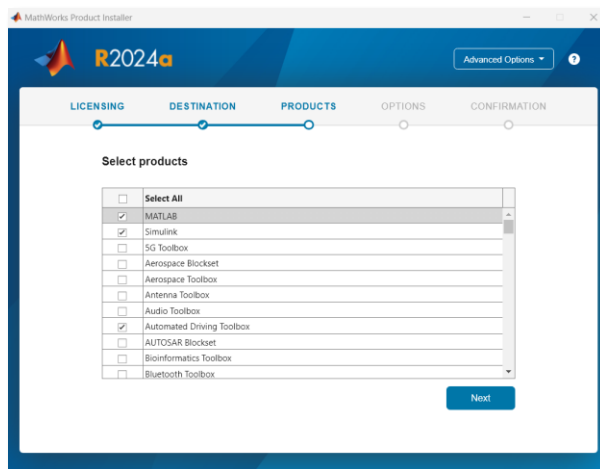 MathWorks Product Installer
R2024a
Advanced Options
?
LICENSING DESTINATION PRODUCTS OPTIONS CONFIRMATION
Select products
Select All
MATLAB
Simulink
5G Toolbox
Aerospace Blockset
Aerospace Toolbox
Antenna Toolbox
Audio Toolbox
Automated Driving Toolbox
AUTOSAR Blockset
Bioinformatics Toolbox
Bluetooth Toolbox
Next